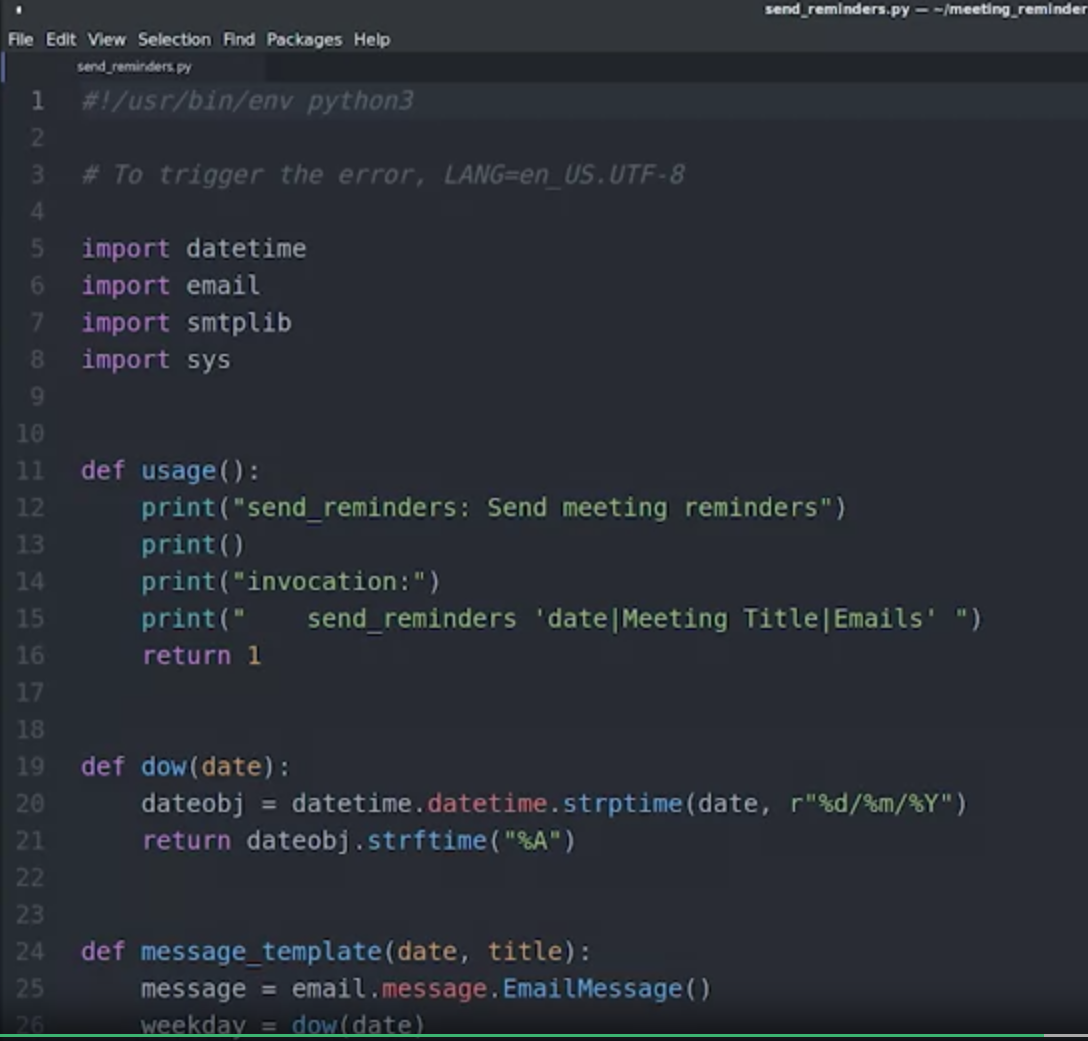 send_reminders.py — ~/meeting_reminder
File Edit View Selection Find Packages Help
send_reminders.py
1 #!/usr/bin/env python3
2
3 # To trigger the error, LANG=en_US.UTF-8
4
5 import datetime
6 import email
7 import smtplib
8 import sys
9
10
11 def usage():
12     print("send_reminders: Send meeting reminders")
13     print()
14     print("invocation:")
15     print("    send_reminders 'date|Meeting Title|Emails' ")
16     return 1
17
18
19 def dow(date):
20     dateobj = datetime.datetime.strptime(date, r"%d/%m/%Y")
21     return dateobj.strftime("%A")
22
23
24 def message_template(date, title):
25     message = email.message.EmailMessage()
26     weekday = dow(date)